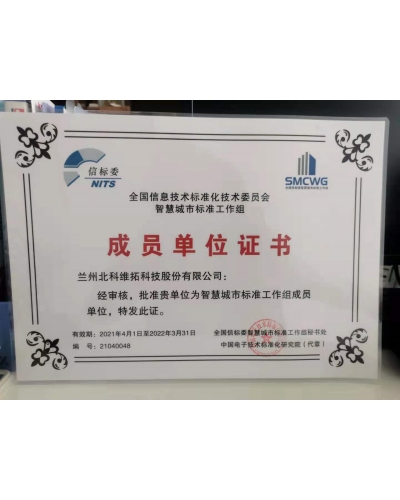 信标委
NITS
SMCWG
全国信息技术标准化技术委员会
智慧城市标准工作组
成员单位证书
兰州北科维拓科技股份有限公司:
经审核,批准贵单位为智慧城市标准工作组成员
单位,特发此证。
有效期:2021年4月1日至2022年3月31日
全国信标委智慧城市标准工作组秘书处
编 号:21040048
中国电子技术标准化研究院(代章)